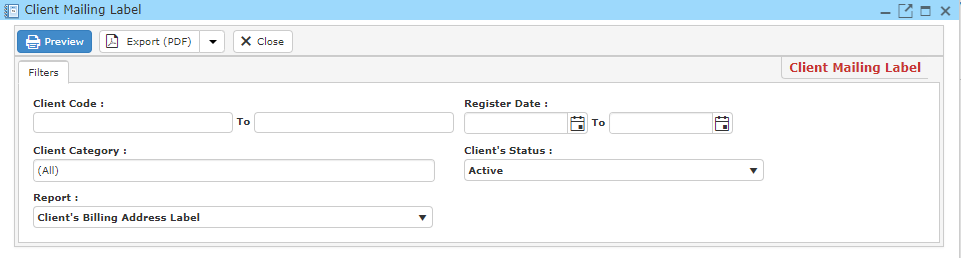 Client Mailing Label
Preview Export (PDF) Close
Filters
Client Mailing Label
Client Code : Register Date :
To To
Client Category : Client's Status :
(All) Active
Report :
Client's Billing Address Label